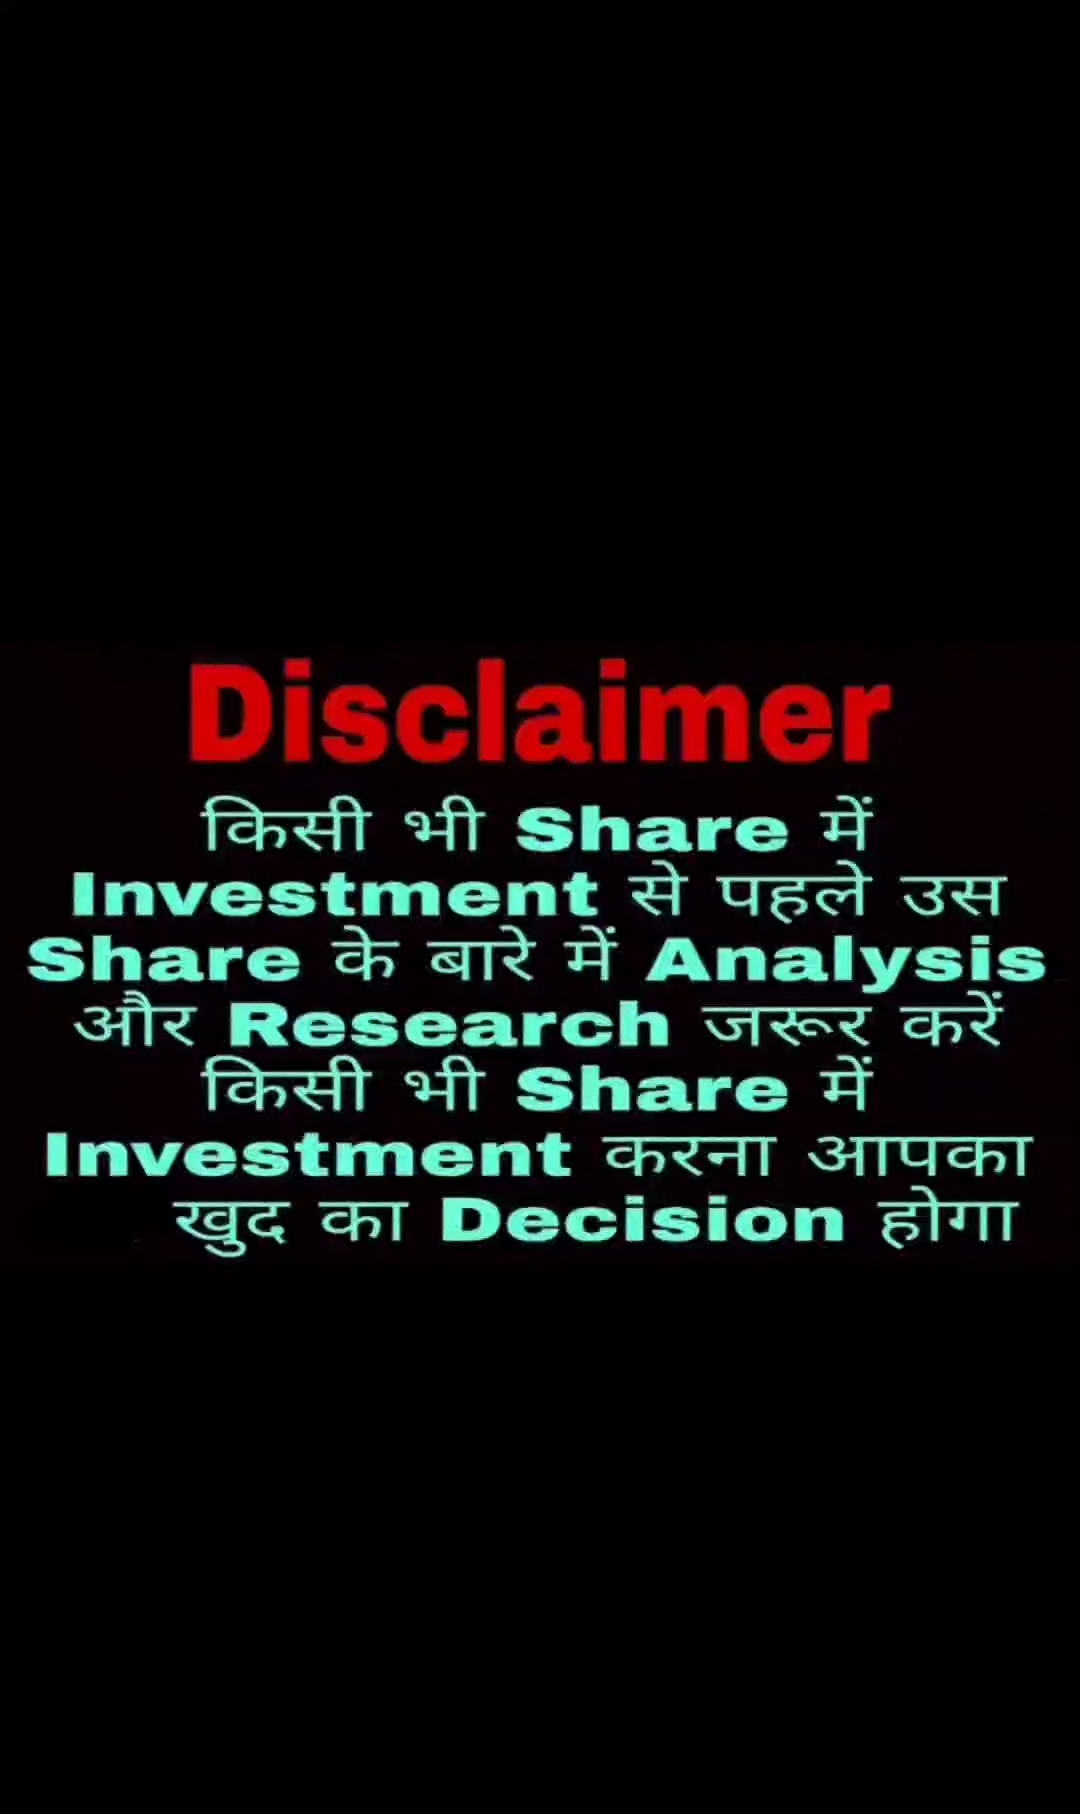 Disclaimer
किसी भी Share में
Investment से पहले उस
Share के बारे में Analysis
और Research जरूर करें
किसी भी Share में
Investment करना आपका
खुद का Decision होगा